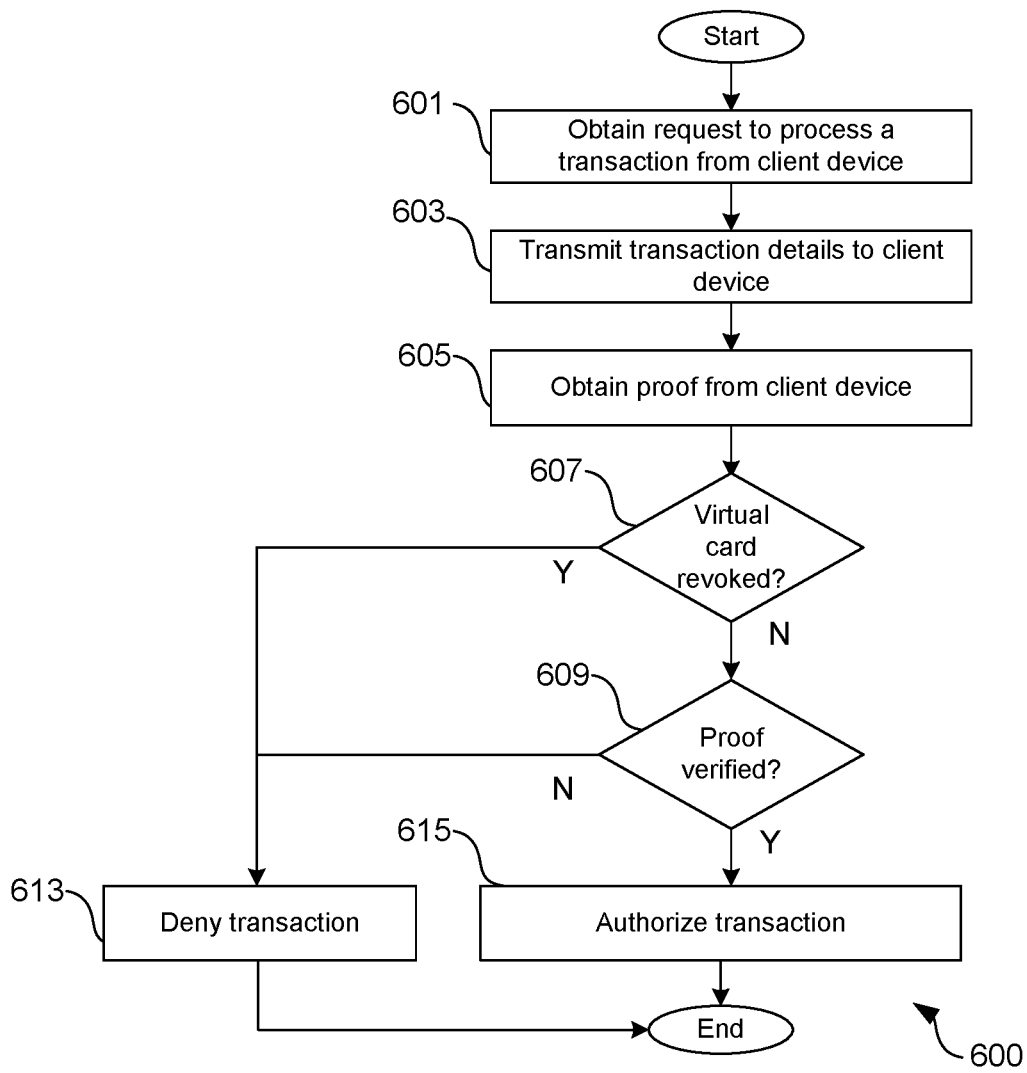 Start
601
Obtain request to process a
transaction from client device
603
Transmit transaction details to client
device
605
Obtain proof from client device
607
Virtual
card
revoked?
Y
N
609
Proof
verified?
N
Y
615
613
Deny transaction
Authorize transaction
End
600